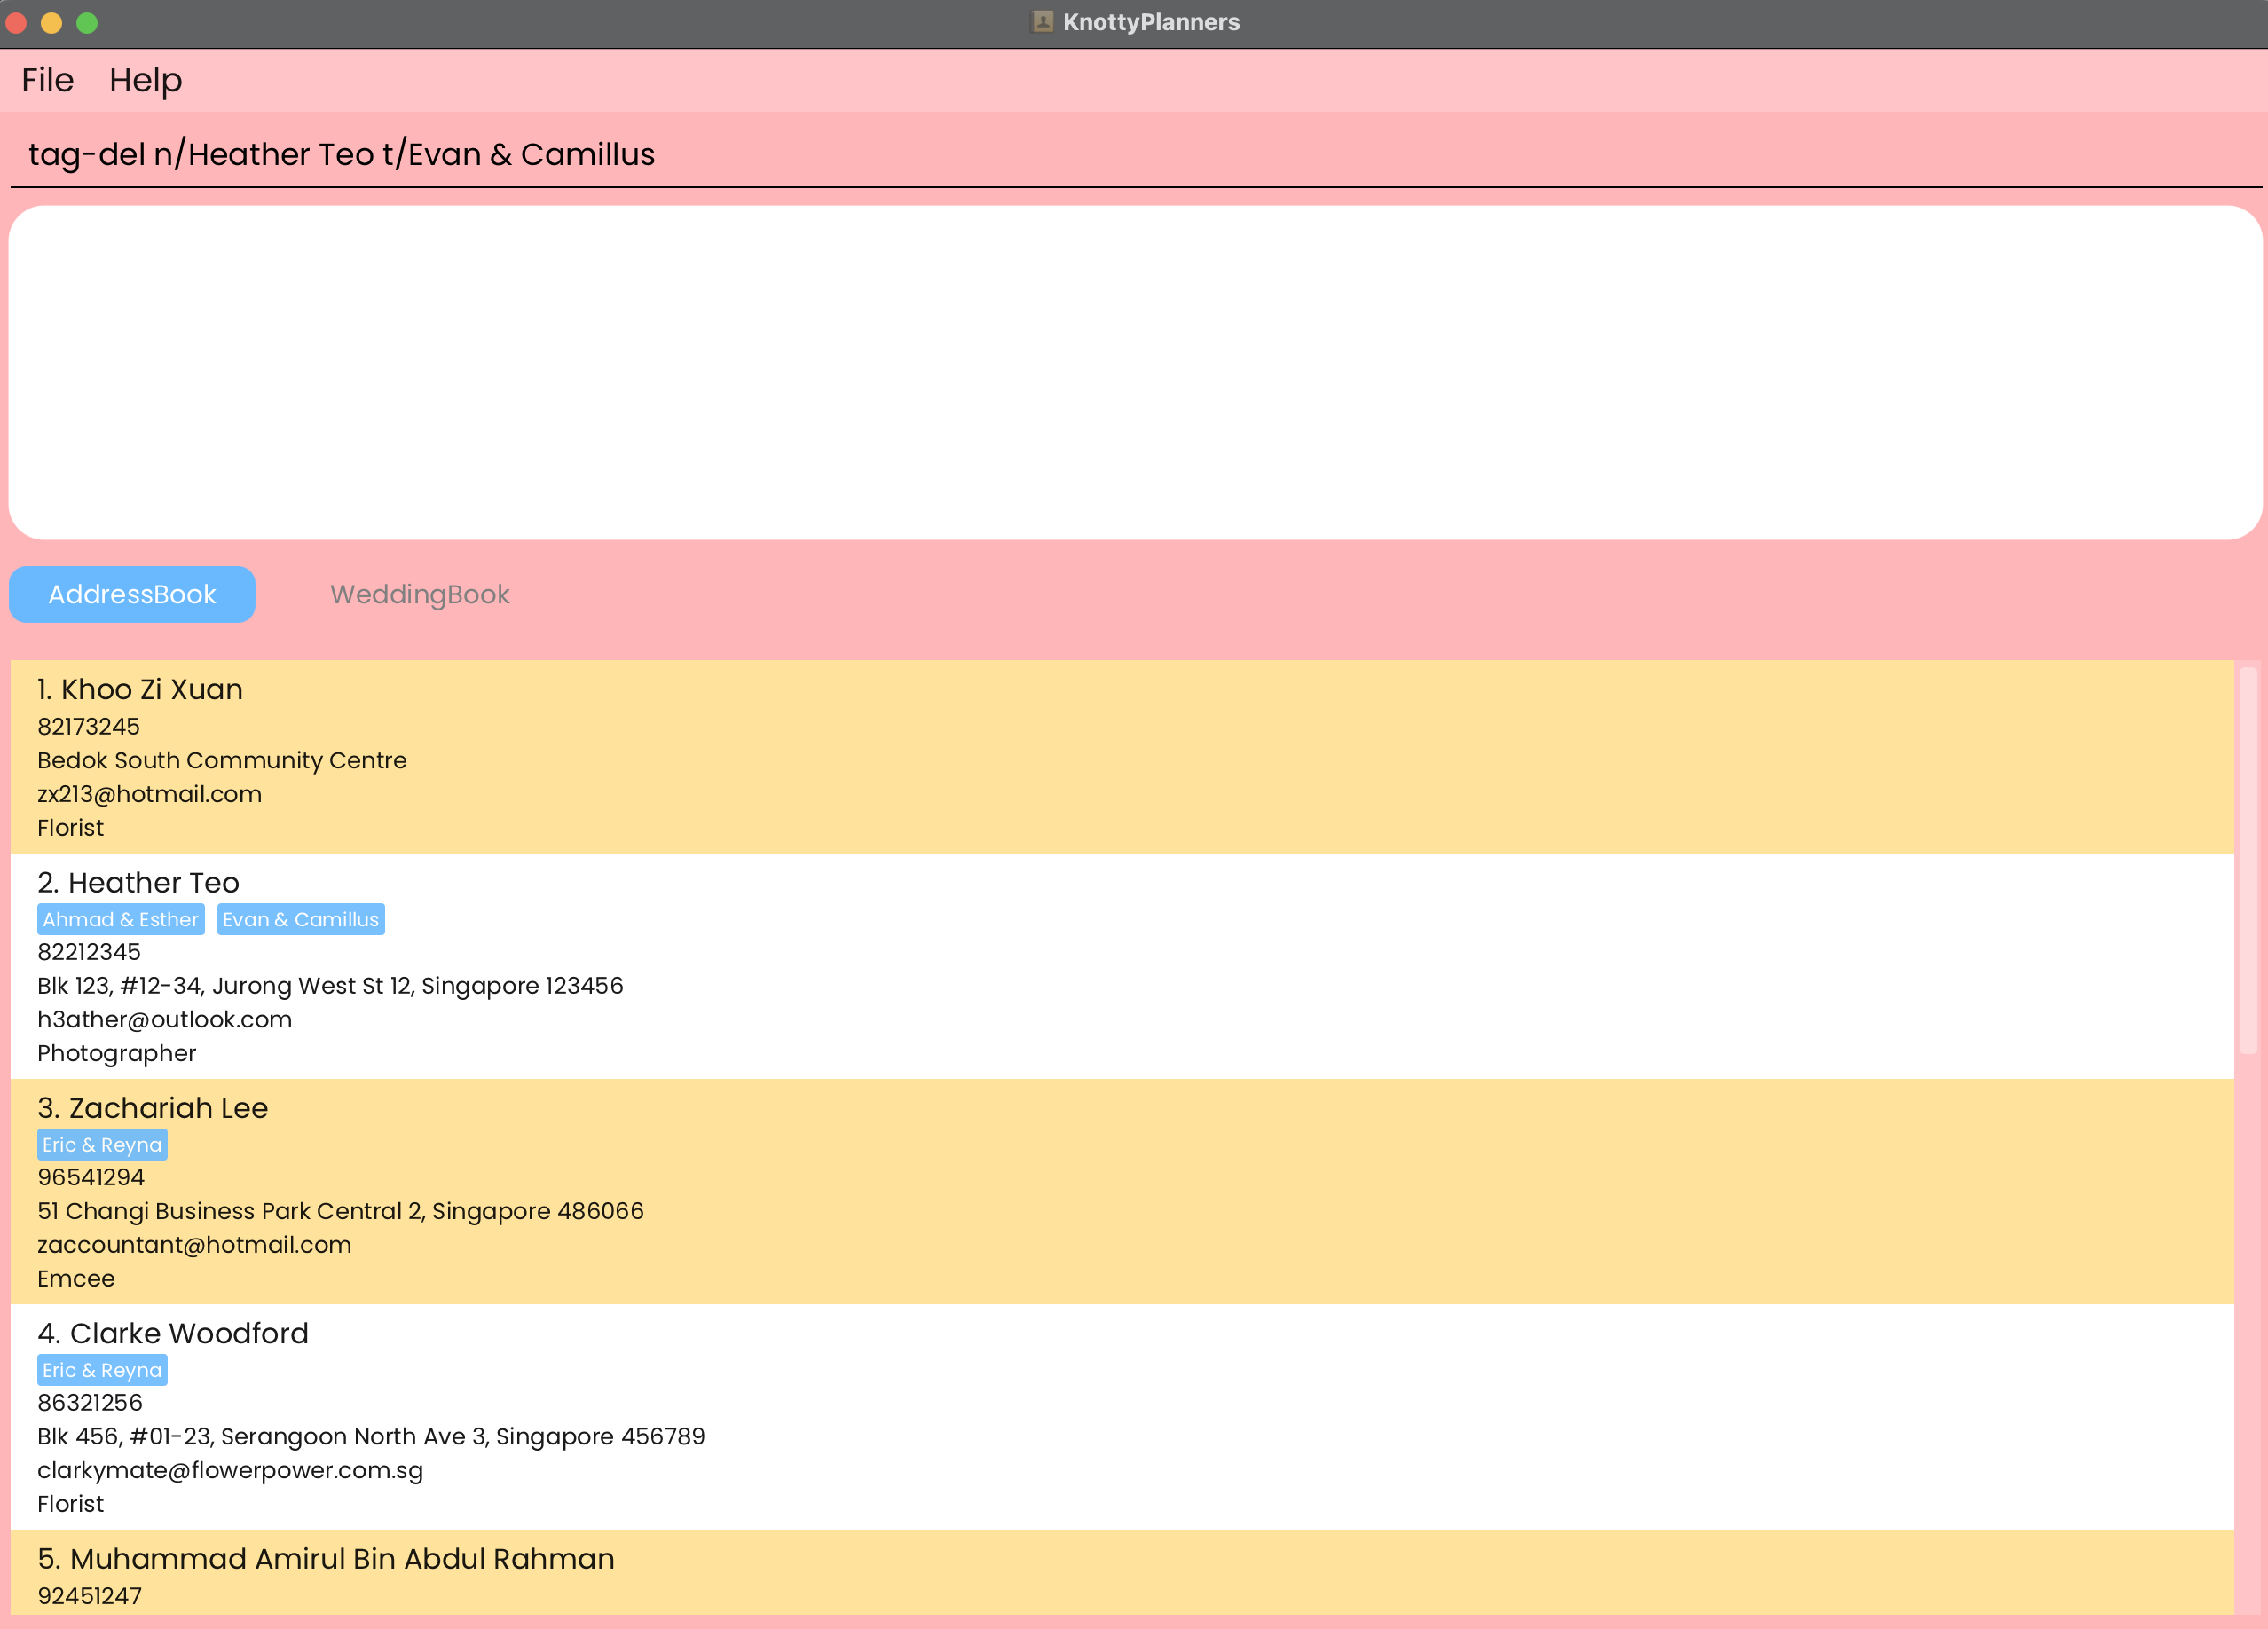 KnottyPlanners
File Help
tag-del n/Heather Teo t/Evan & Camillus
AddressBook WeddingBook
1. Khoo Zi Xuan
82173245
Bedok South Community Centre
zx213@hotmail.com
Florist
2. Heather Teo
Ahmad & Esther Evan & Camillus
82212345
Blk 123, #12-34, Jurong West St 12, Singapore 123456
h3ather@outlook.com
Photographer
3. Zachariah Lee
Eric & Reyna
96541294
51 Changi Business Park Central 2, Singapore 486066
zaccountant@hotmail.com
Emcee
4. Clarke Woodford
Eric & Reyna
86321256
Blk 456, #01-23, Serangoon North Ave 3, Singapore 456789
clarkymate@flowerpower.com.sg
Florist
5. Muhammad Amirul Bin Abdul Rahman
92451247